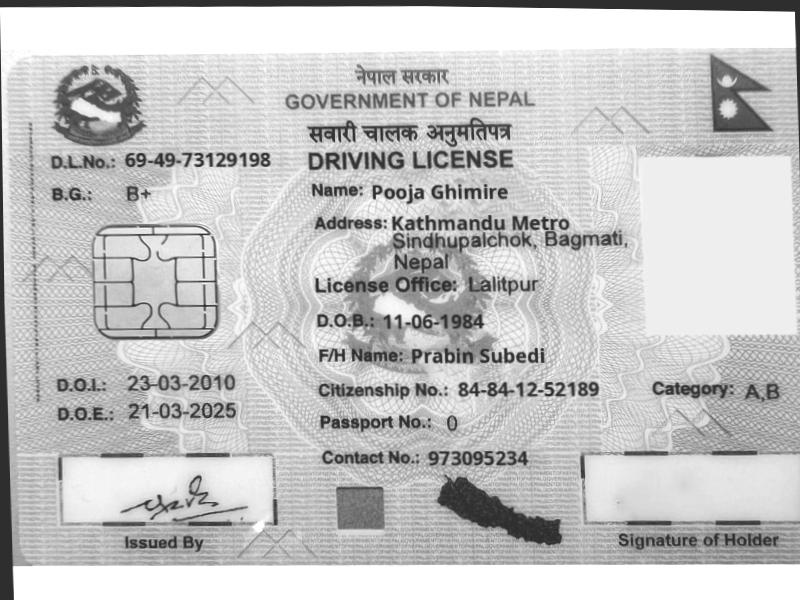 नेपाल सरकार
GOVERNMENT OF NEPAL
सवारी चालक अनुमतिपत्र
DRIVING LICENSE
D.L.No.: 69-49-73129198
B.G.: B+
Name: Pooja Ghimire
Address: Kathmandu Metro
Sindhupalchok, Bagmati,
Nepal
License Office: Lalitpur
D.O.B.: 11-06-1984
F/H Name: Prabin Subedi
D.O.I.: 23-03-2010
Citizenship No.: 84-84-12-52189
Category: A,B
D.O.E.: 21-03-2025
Passport No.: 0
Contact No.: 973095234
Issued By
Signature of Holder